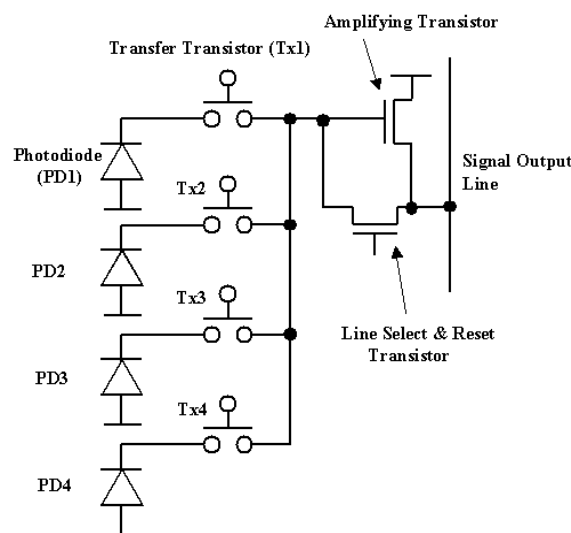 Amplifying Transistor
Transfer Transistor (Tx1)
Photodiode
(PD1)
Signal Output
Line
Tx2
PD2
Tx3
Line Select & Reset
Transistor
PD3
Tx4
PD4